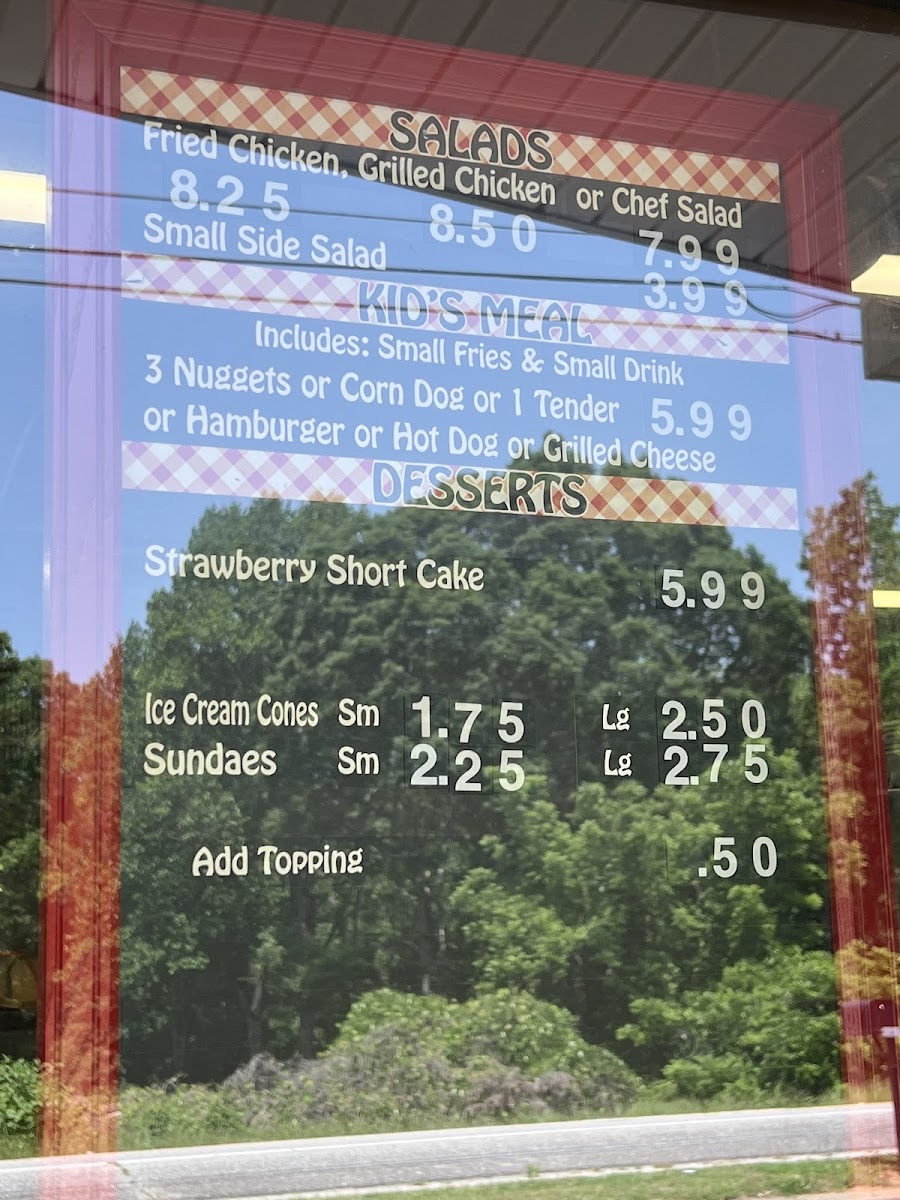 SALADS
Fried Chicken, Grilled Chicken or Chef Salad
8.25 8.50 7.99
Small Side Salad 3.99
KID'S MEAL
Includes: Small Fries & Small Drink
3 Nuggets or Corn Dog or 1 Tender 5.99
or Hamburger or Hot Dog or Grilled Cheese
DESSERTS
Strawberry Short Cake 5.99
Ice Cream Cones Sm 1.75 Lg 2.50
Sundaes Sm 2.25 Lg 2.75
Add Topping .50